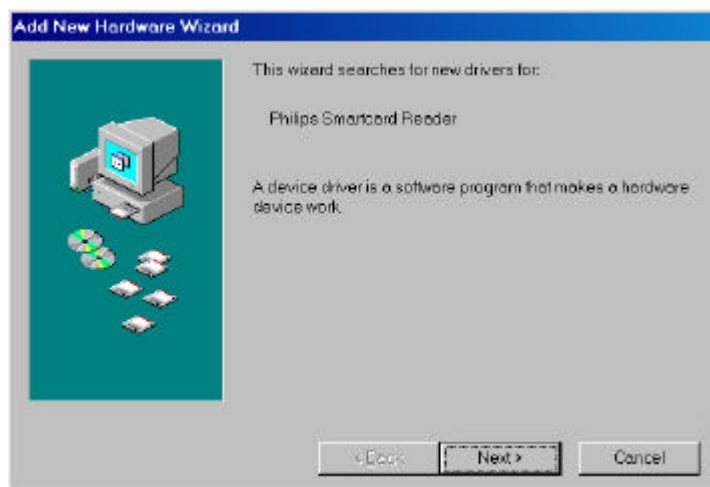 Add New Hardware Wizard
This wizard searches for new drivers for:
Philips Smartcard Reader
A device driver is a software program that makes a hardware
device work.
< Back
Next >
Cancel